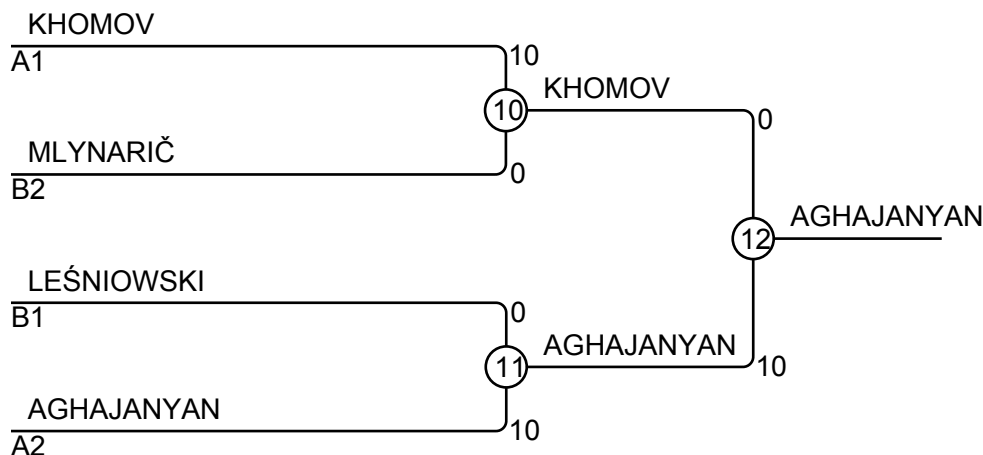 KHOMOV
A1
10
10
KHOMOV
0
MLYNARIČ
B2
0
12
AGHAJANYAN
LEŚNIOWSKI
B1
0
11
AGHAJANYAN
10
AGHAJANYAN
A2
10